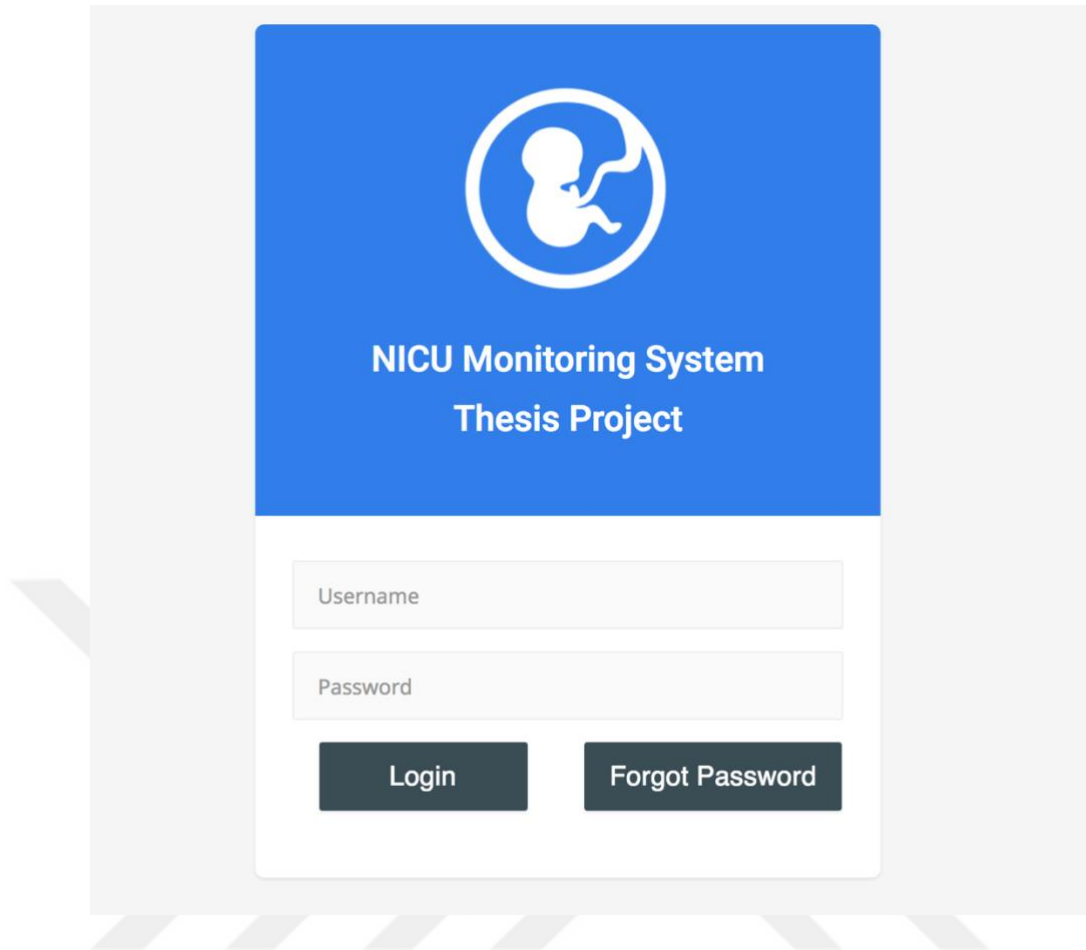 NICU Monitoring System
Thesis Project
Username
Password
Login
Forgot Password